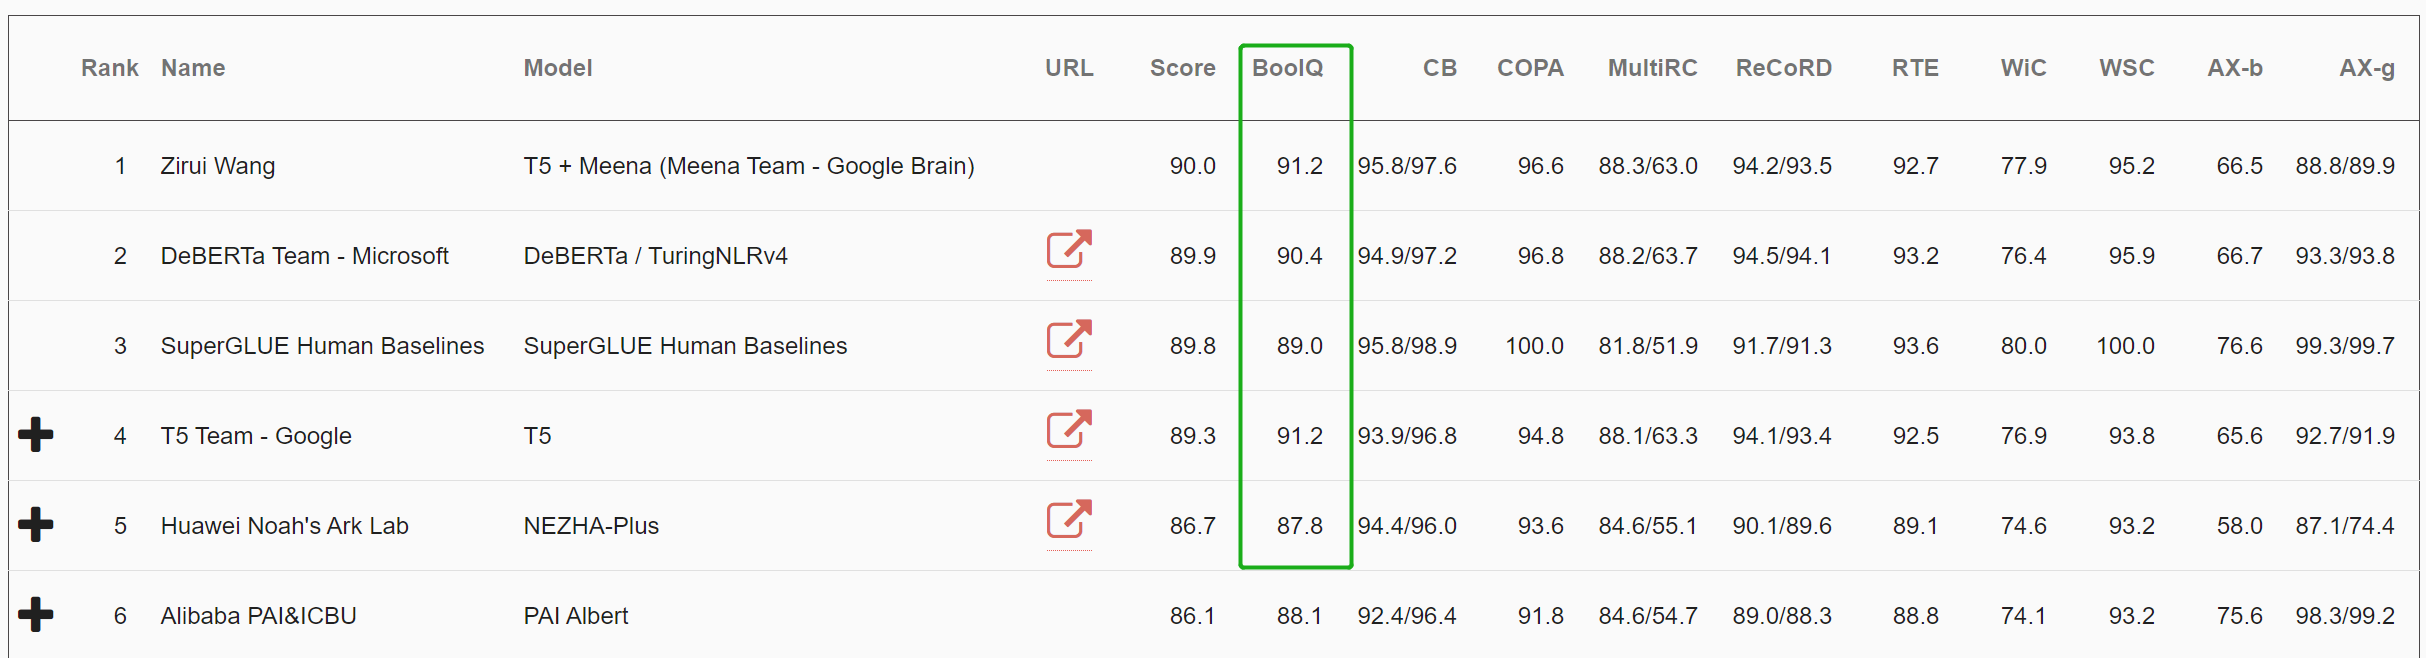 Rank Name Model URL Score BoolQ CB COPA MultiRC ReCoRD RTE WiC WSC AX-b AX-g
1 Zirui Wang T5 + Meena (Meena Team - Google Brain) 90.0 91.2 95.8/97.6 96.6 88.3/63.0 94.2/93.5 92.7 77.9 95.2 66.5 88.8/89.9
2 DeBERTa Team - Microsoft DeBERTa / TuringNLRv4 89.9 90.4 94.9/97.2 96.8 88.2/63.7 94.5/94.1 93.2 76.4 95.9 66.7 93.3/93.8
3 SuperGLUE Human Baselines SuperGLUE Human Baselines 89.8 89.0 95.8/98.9 100.0 81.8/51.9 91.7/91.3 93.6 80.0 100.0 76.6 99.3/99.7
4 T5 Team - Google T5 89.3 91.2 93.9/96.8 94.8 88.1/63.3 94.1/93.4 92.5 76.9 93.8 65.6 92.7/91.9
5 Huawei Noah's Ark Lab NEZHA-Plus 86.7 87.8 94.4/96.0 93.6 84.6/55.1 90.1/89.6 89.1 74.6 93.2 58.0 87.1/74.4
6 Alibaba PAI&ICBU PAI Albert 86.1 88.1 92.4/96.4 91.8 84.6/54.7 89.0/88.3 88.8 74.1 93.2 75.6 98.3/99.2